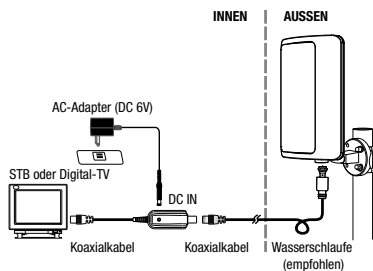 INNEN
AUSSEN
AC-Adapter (DC 6V)
STB oder Digital-TV
DC IN
Koaxialkabel
Koaxialkabel
Wasserschlaufe
(empfohlen)